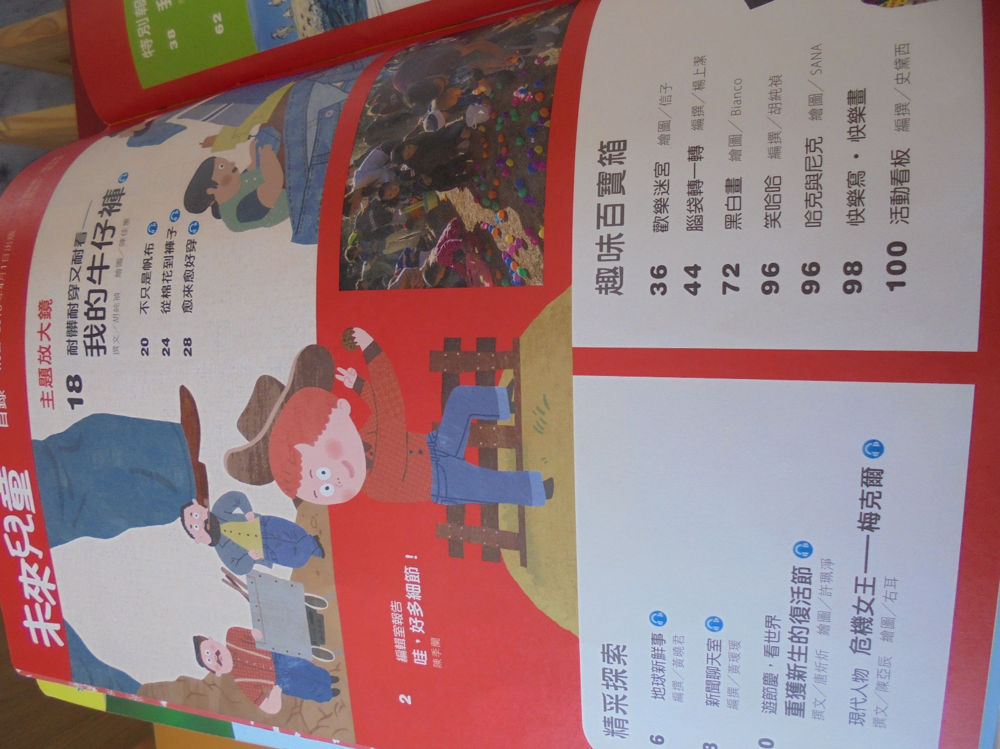 未來兒童
目錄
主題放大鏡
18 耐髒耐穿又耐看——
我的牛仔褲
撰文／胡純禎 繪圖／陳佳蕙
20 不只是帆布
24 從棉花到褲子
28 愈來愈好穿
2 編輯室報告
哇，好多細節！
陳季蘭
精采探索
6 地球新鮮事
編撰／黃曉君
新聞聊天室
編撰／黃瑗瑗
遊節慶，看世界
重獲新生的復活節
撰文／唐炘炘 繪圖／許珮淨
現代人物 危機女王——梅克爾
撰文／陳亞辰 繪圖／右耳
趣味百寶箱
36 歡樂迷宮 繪圖／信子
44 腦袋轉一轉 編撰／楊上潔
72 黑白畫 繪圖／Bianco
96 笑哈哈 編撰／胡純禎
96 哈克與尼克 繪圖／SANA
98 快樂寫・快樂畫
100 活動看板 編撰／史黛西
特別報
38 手
62